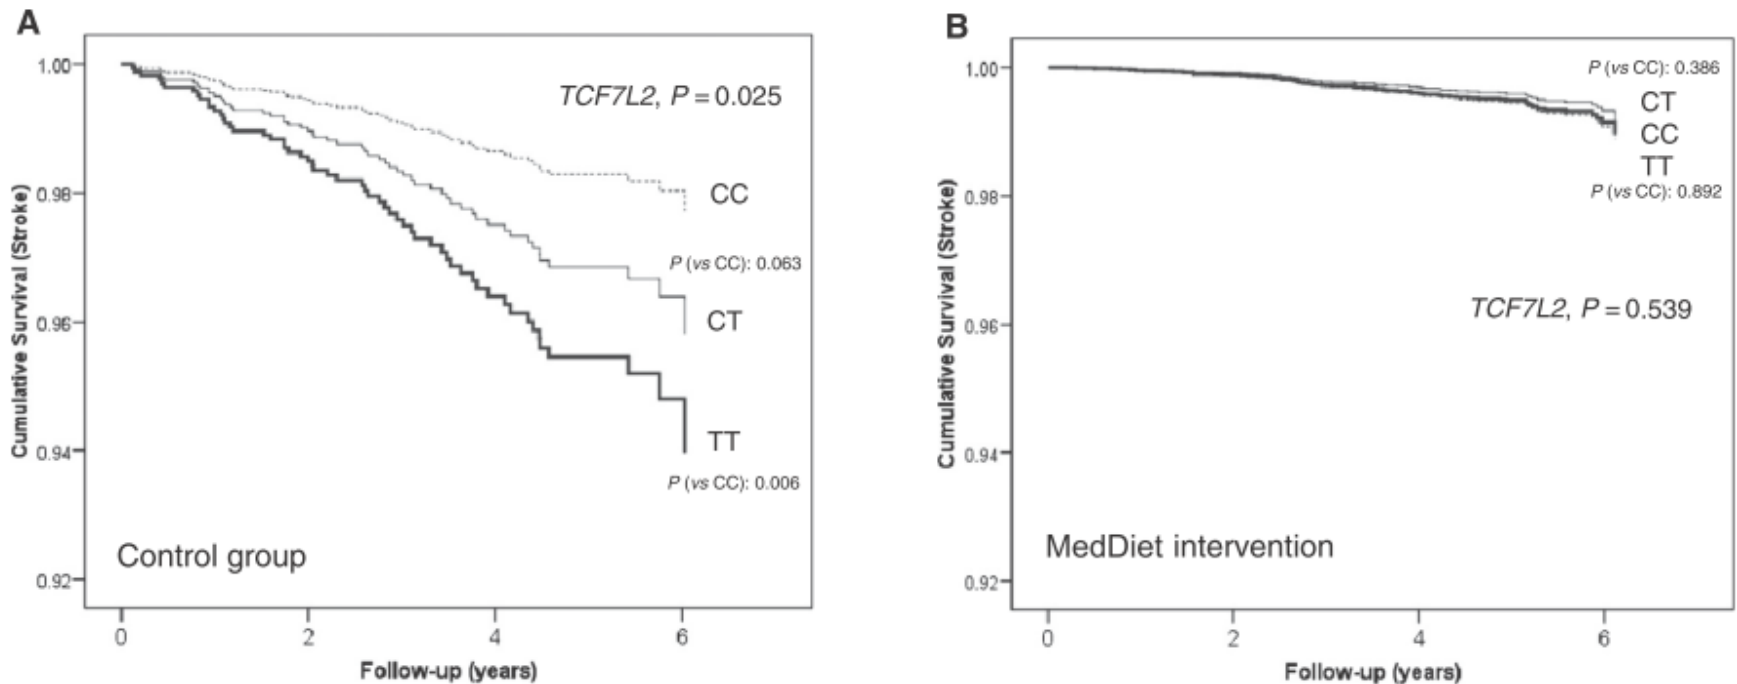 A
Cumulative Survival (Stroke)
1.00
0.98
0.96
0.94
0.92
TCF7L2, P = 0.025
CC
P (vs CC): 0.063
CT
TT
P (vs CC): 0.006
Control group
0
2
4
6
Follow-up (years)
B
Cumulative Survival (Stroke)
1.00
0.98
0.96
0.94
0.92
P (vs CC): 0.386
CT
CC
TT
P (vs CC): 0.892
TCF7L2, P = 0.539
MedDiet intervention
0
2
4
6
Follow-up (years)